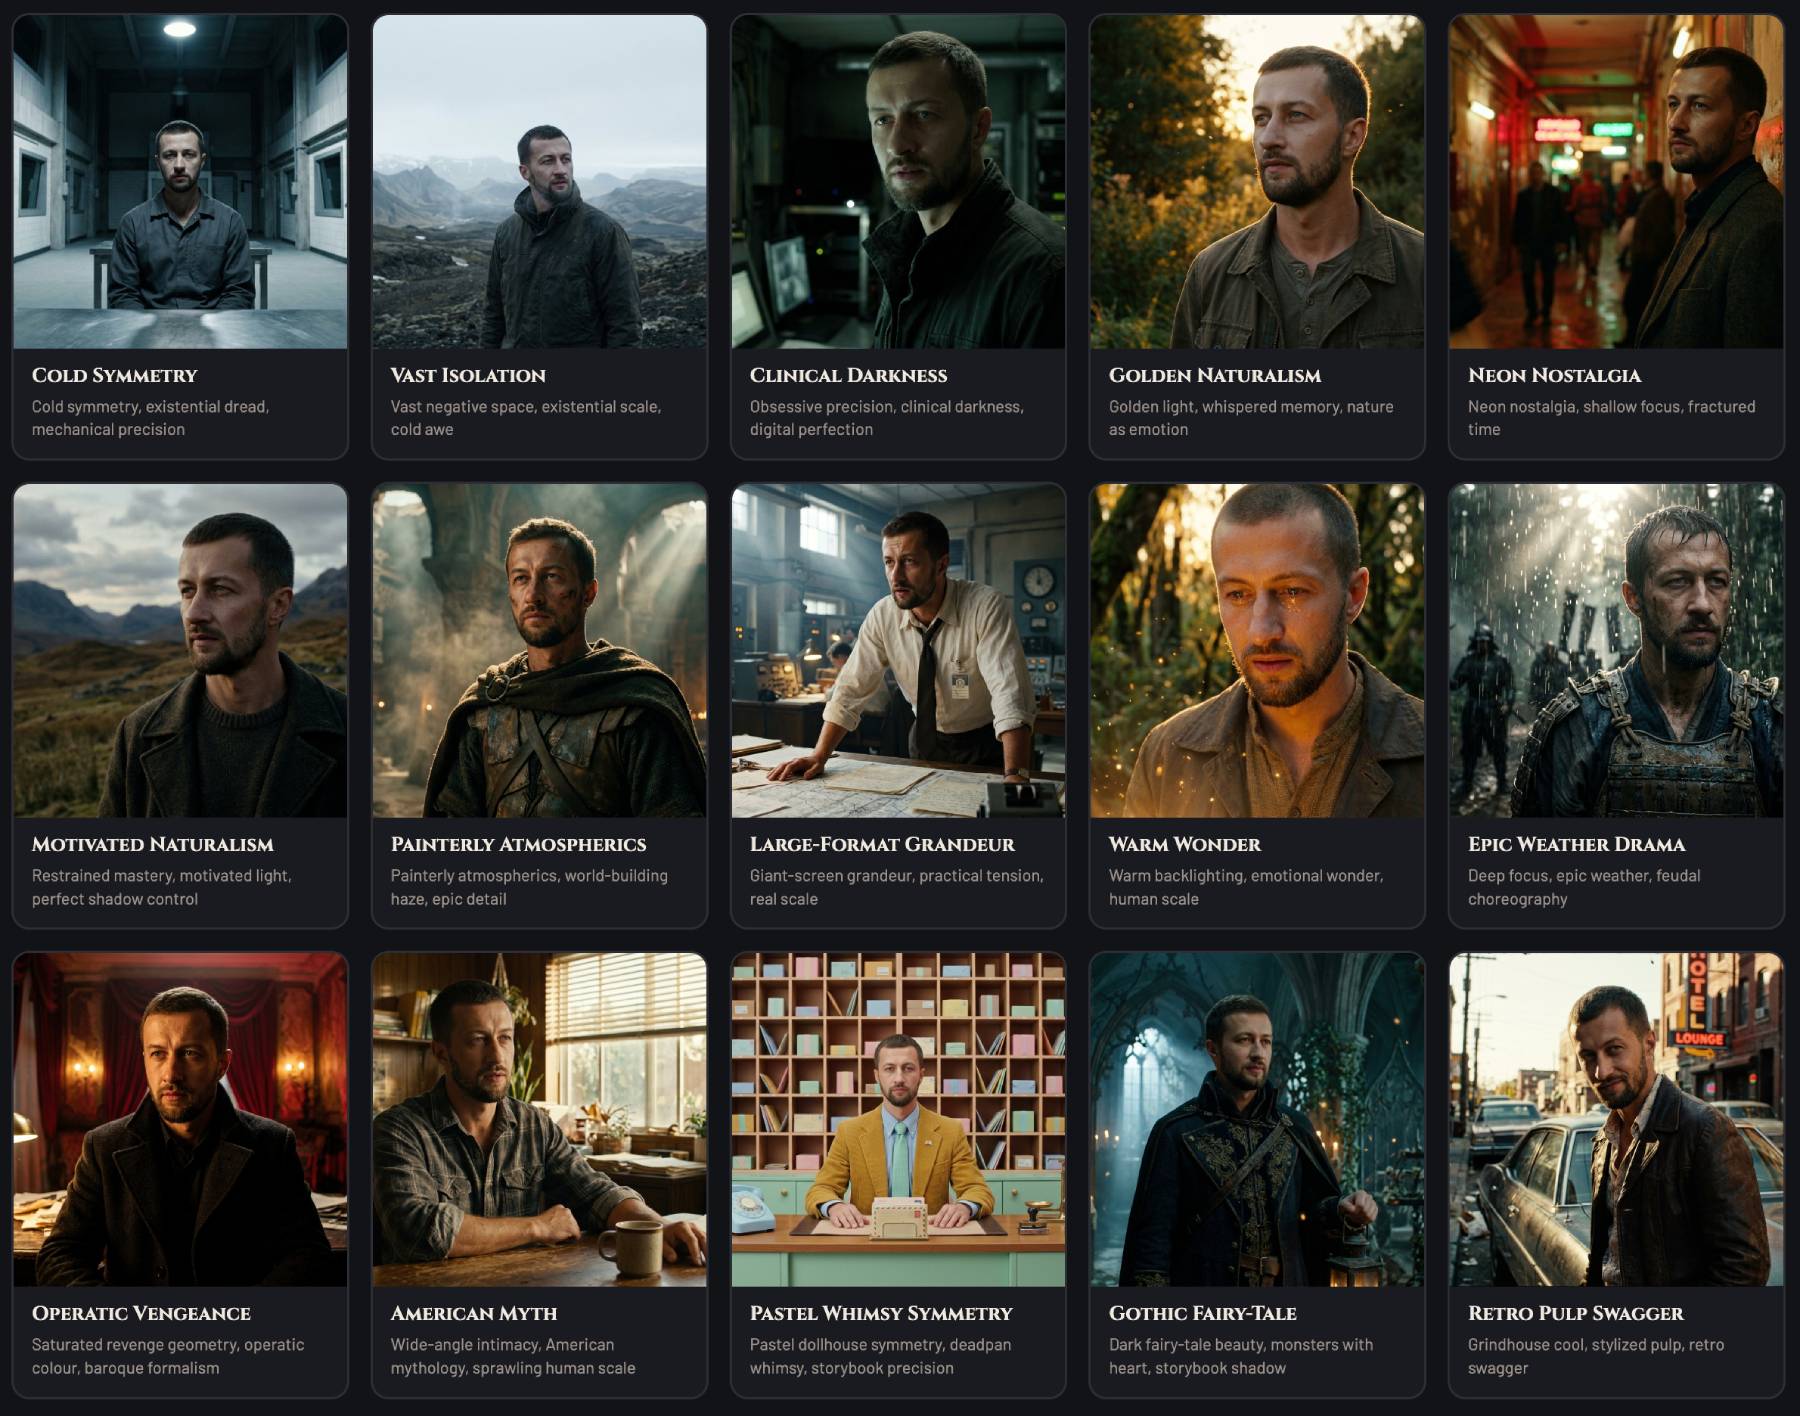 COLD SYMMETRY
Cold symmetry, existential dread,
mechanical precision
VAST ISOLATION
Vast negative space, existential scale,
cold awe
CLINICAL DARKNESS
Obsessive precision, clinical darkness,
digital perfection
GOLDEN NATURALISM
Golden light, whispered memory, nature
as emotion
NEON NOSTALGIA
Neon nostalgia, shallow focus, fractured
time
MOTIVATED NATURALISM
Restrained mastery, motivated light,
perfect shadow control
PAINTERLY ATMOSPHERICS
Painterly atmospherics, world-building
haze, epic detail
LARGE-FORMAT GRANDEUR
Giant-screen grandeur, practical tension,
real scale
WARM WONDER
Warm backlighting, emotional wonder,
human scale
EPIC WEATHER DRAMA
Deep focus, epic weather, feudal
choreography
OTEL
LOUNGE
OPERATIC VENGEANCE
Saturated revenge geometry, operatic
colour, baroque formalism
AMERICAN MYTH
Wide-angle intimacy, American
mythology, sprawling human scale
PASTEL WHIMSY SYMMETRY
Pastel dollhouse symmetry, deadpan
whimsy, storybook precision
GOTHIC FAIRY-TALE
Dark fairy-tale beauty, monsters with
heart, storybook shadow
RETRO PULP SWAGGER
Grindhouse cool, stylized pulp, retro
swagger